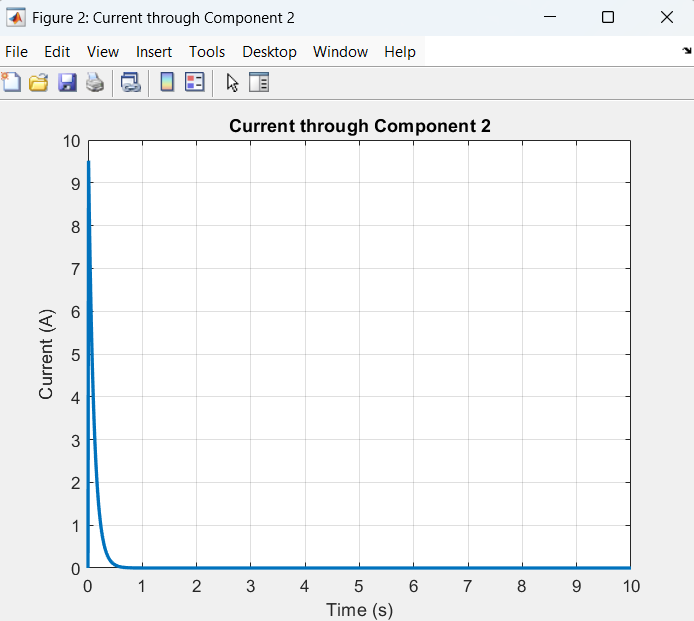 Figure 2: Current through Component 2
File Edit View Insert Tools Desktop Window Help
Current through Component 2
10
9
8
7
6
5
4
3
2
1
0
Current (A)
0 1 2 3 4 5 6 7 8 9 10
Time (s)